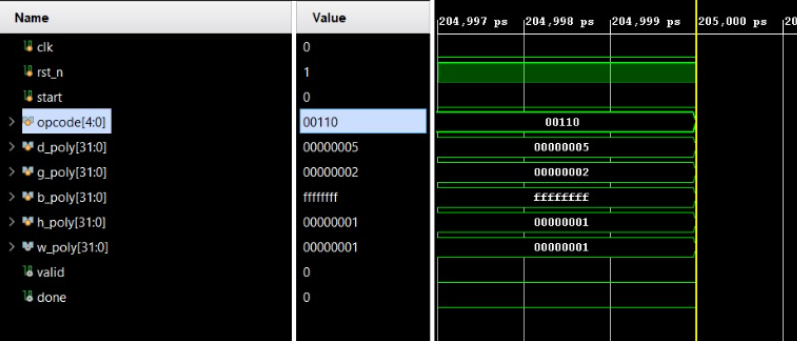 Name Value 204,997 ps 204,998 ps 204,999 ps 205,000 ps 20
clk 0
rst_n 1
start 0
opcode[4:0] 00110 00110
d_poly[31:0] 00000005 00000005
g_poly[31:0] 00000002 00000002
b_poly[31:0] ffffffff ffffffff
h_poly[31:0] 00000001 00000001
w_poly[31:0] 00000001 00000001
valid 0
done 0